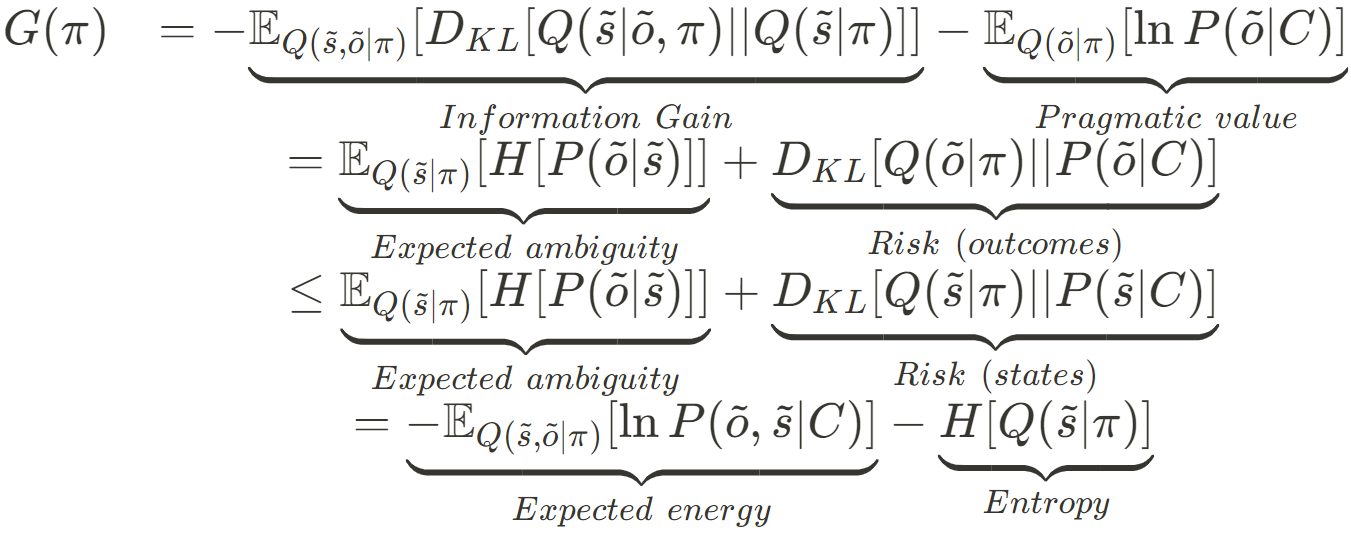 G(π) = −𝔼_{Q(s̃,õ|π)}[D_{KL}[Q(s̃|õ, π)||Q(s̃|π)]] − 𝔼_{Q(õ|π)}[ln P(õ|C)]
Information Gain Pragmatic value
= 𝔼_{Q(s̃|π)}[H[P(õ|s̃)]] + D_{KL}[Q(õ|π)||P(õ|C)]
Expected ambiguity Risk (outcomes)
≤ 𝔼_{Q(s̃|π)}[H[P(õ|s̃)]] + D_{KL}[Q(s̃|π)||P(s̃|C)]
Expected ambiguity Risk (states)
= −𝔼_{Q(s̃,õ|π)}[ln P(õ, s̃|C)] − H[Q(s̃|π)]
Expected energy Entropy